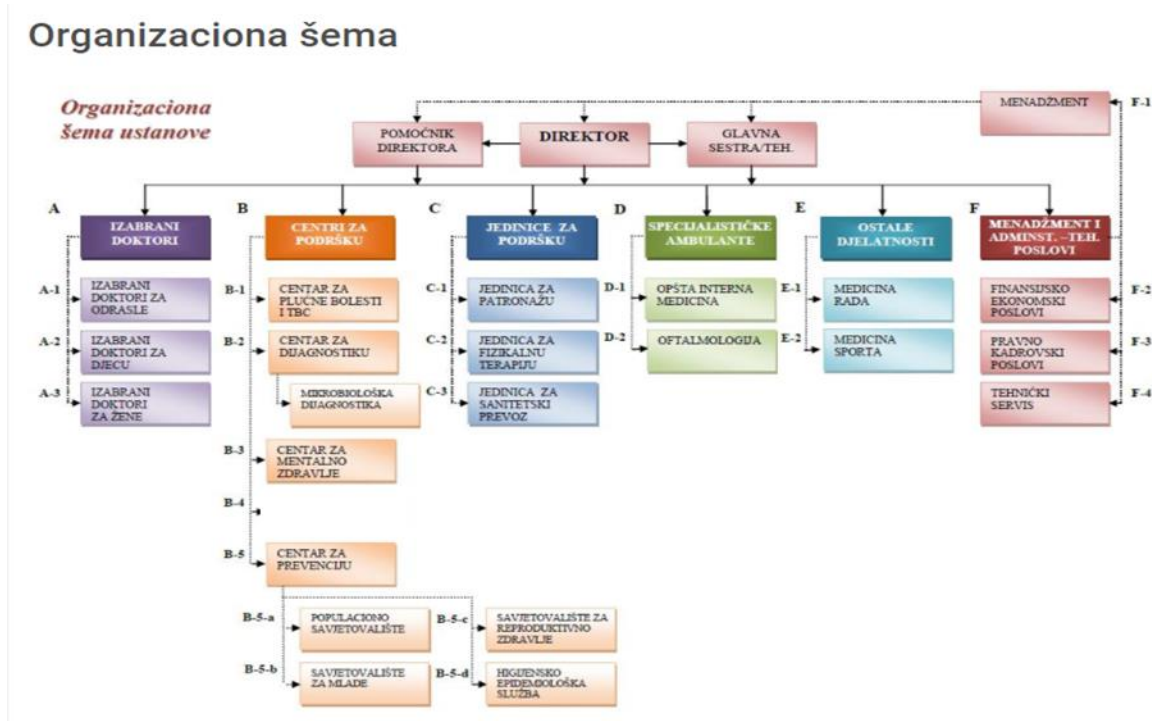 Organizaciona šema
Organizaciona
šema ustanove
MENADŽMENT
F-1
POMOĆNIK
DIREKTORA
DIREKTOR
GLAVNA
SESTRA/TEH.
A
IZABRANI
DOKTORI
B
CENTRI ZA
PODRŠKU
C
JEDINICE ZA
PODRŠKU
D
SPECIJALISTIČKE
AMBULANTE
E
OSTALE
DJELATNOSTI
F
MENADŽMENT I
ADMINST. –TEH.
POSLOVI
A-1
IZABRANI
DOKTORI ZA
ODRASLE
A-2
IZABRANI
DOKTORI ZA
DJECU
A-3
IZABRANI
DOKTORI
ZA ŽENE
B-1
CENTAR ZA
PLUĆNE BOLESTI
I TBC
B-2
CENTAR ZA
DIJAGNOSTIKU
MIKROBIOLOŠKA
DIJAGNOSTIKA
B-3
CENTAR ZA
MENTALNO
ZDRAVLJE
B-4
B-5
CENTAR ZA
PREVENCIJU
B-5-a
POPULACIONO
SAVJETOVALIŠTE
B-5-b
SAVJETOVALIŠTE
ZA MLADE
B-5-c
SAVJETOVALIŠTE ZA
REPRODUKTIVNO
ZDRAVLJE
B-5-d
HIGIJENSKO
EPIDEMIOLOŠKA
SLUŽBA
C-1
JEDINICA ZA
PATRONAŽU
C-2
JEDINICA ZA
FIZIKALNU
TERAPIJU
C-3
JEDINICA ZA
SANITETSKI
PREVOZ
D-1
OPŠTA INTERNA
MEDICINA
D-2
OFTALMOLOGIJA
E-1
MEDICINA
RADA
E-2
MEDICINA
SPORTA
FINANSIJSKO
EKONOMSKI
POSLOVI
F-2
PRAVNO
KADROVSKI
POSLOVI
F-3
TEHNIČKI
SERVIS
F-4